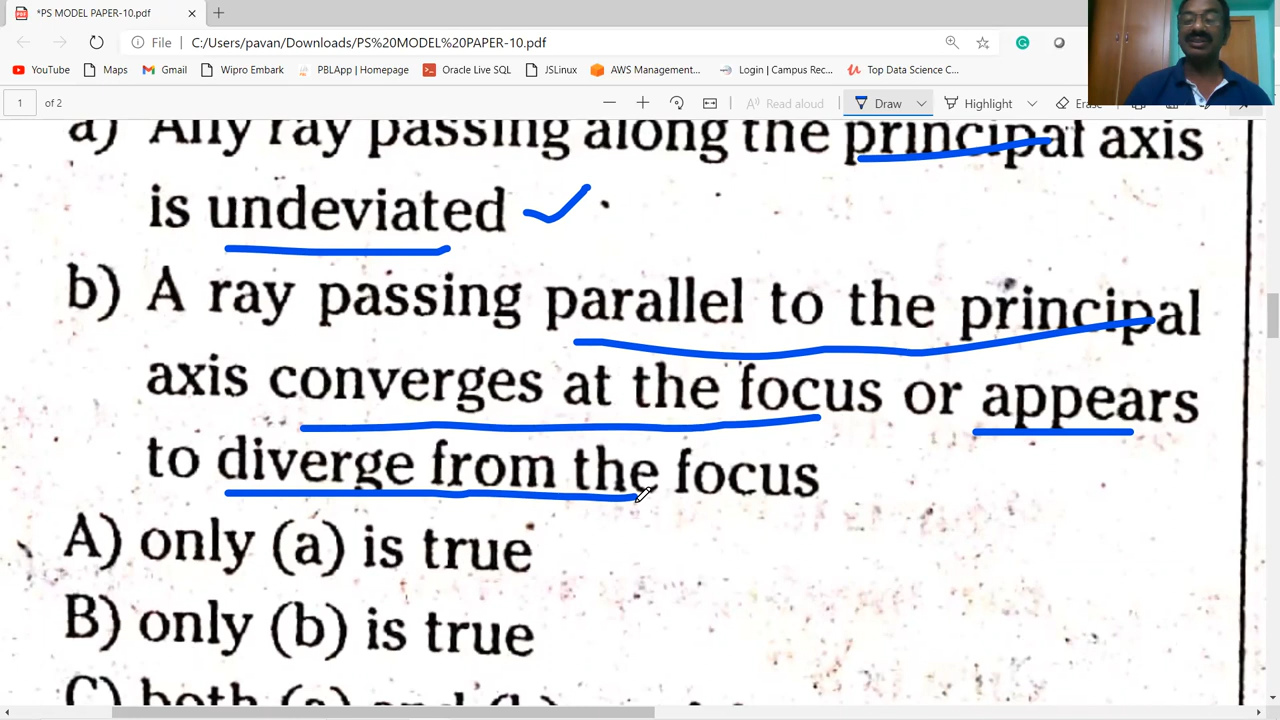 *PS MODEL PAPER-10.pdf
File C:/Users/pavan/Downloads/PS%20MODEL%20PAPER-10.pdf
YouTube Maps Gmail Wipro Embark PBLApp | Homepage Oracle Live SQL JSLinux AWS Management... Login | Campus Rec... Top Data Science C...
1 of 2 Read aloud Draw Highlight Erase
a) Any ray passing along the principal axis
is undeviated
b) A ray passing parallel to the principal
axis converges at the focus or appears
to diverge from the focus
A) only (a) is true
B) only (b) is true
C) both (a) and (b)